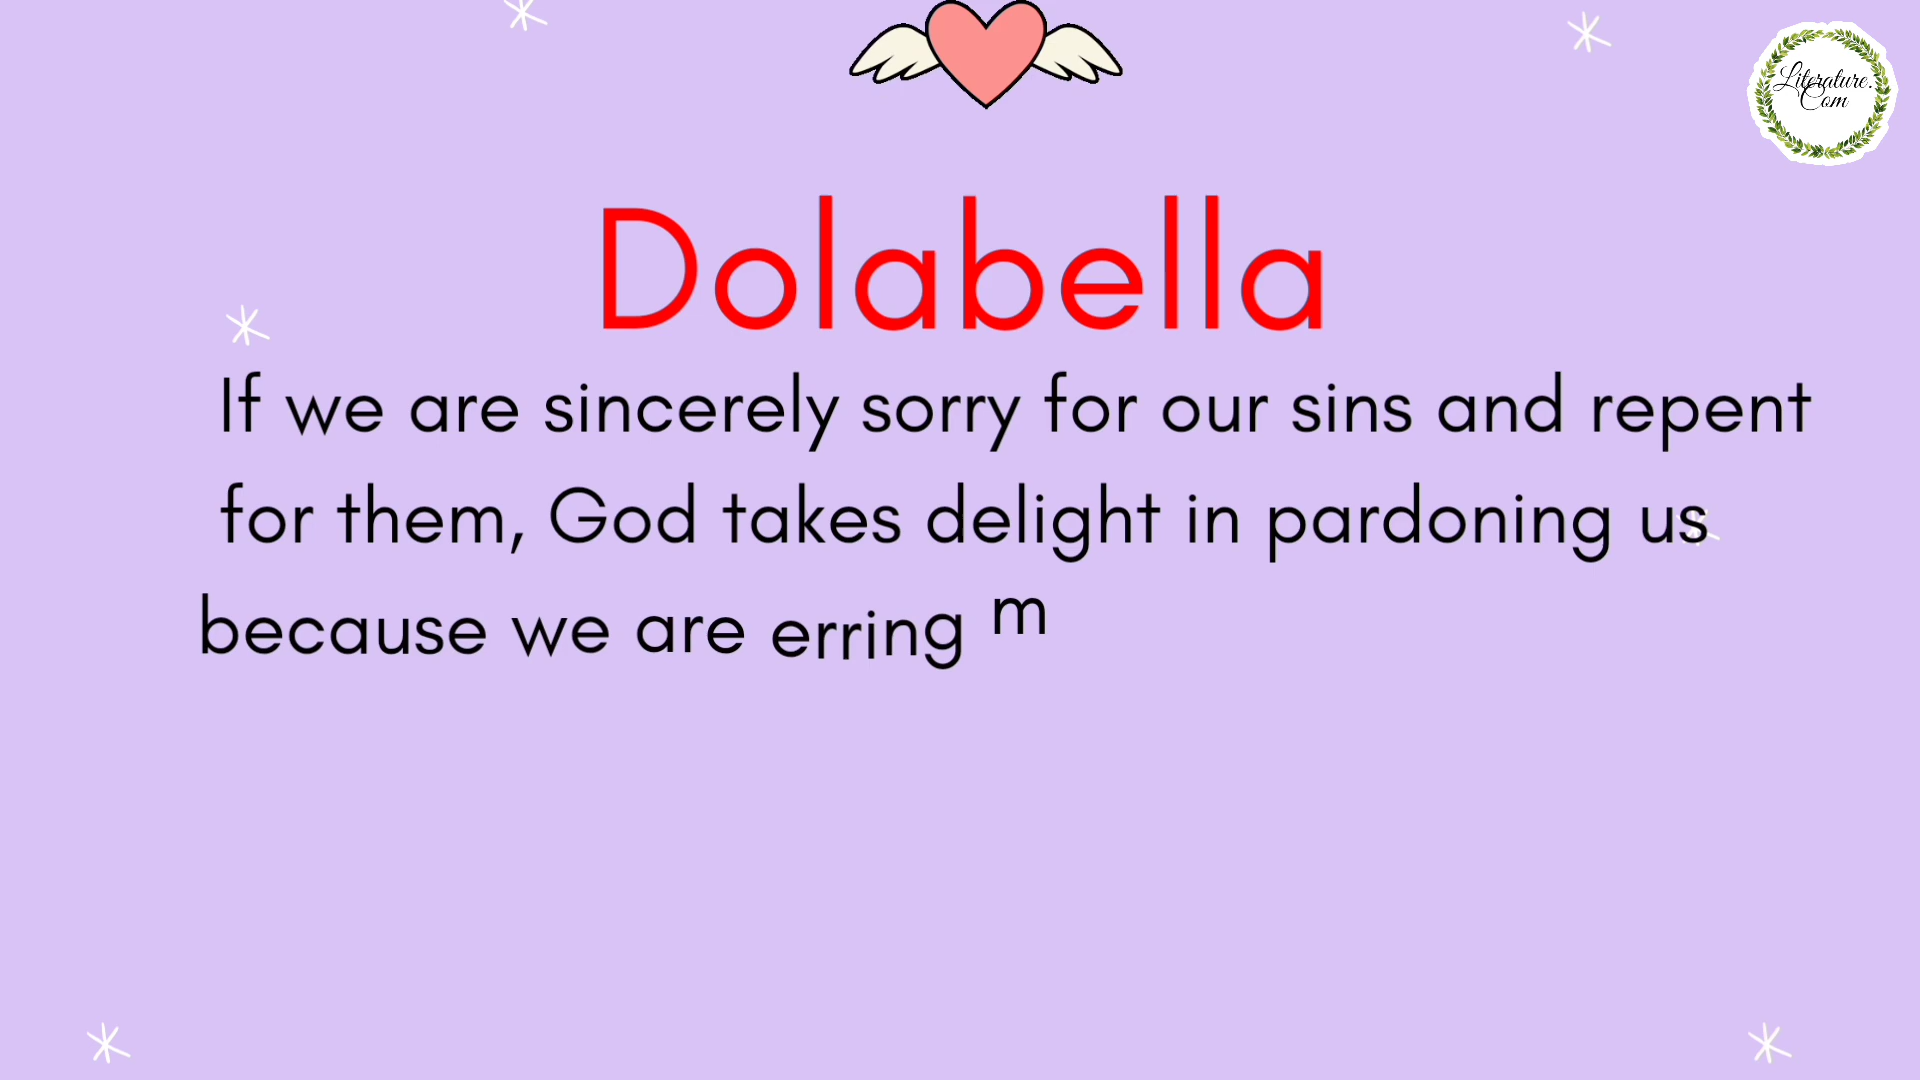 Literature.
Com
Dolabella
If we are sincerely sorry for our sins and repent
for them, God takes delight in pardoning us
because we are erring m